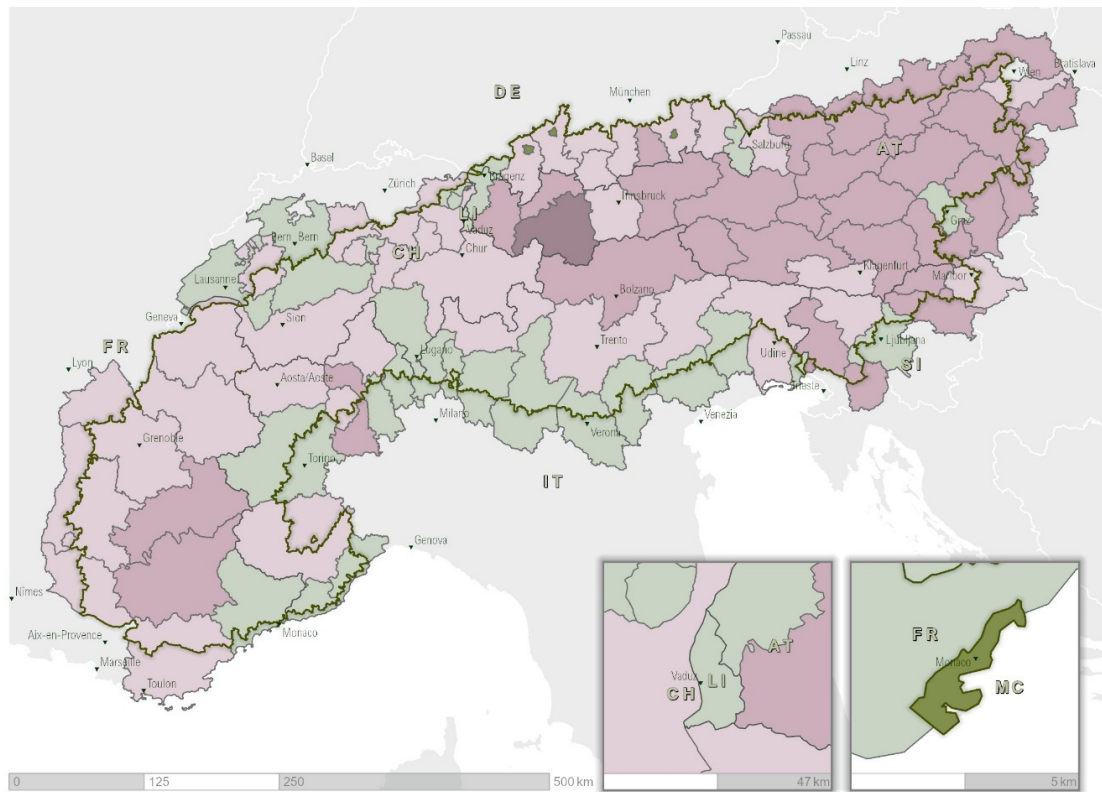 Passau
Linz
Wien
Bratislava
DE
München
Salzburg
AT
Basel
Zürich
Bregenz
Innsbruck
LI
Vaduz
Graz
Bern
Bern
CH
Chur
Klagenfurt
Maribor
Lausanne
Bolzano
Geneva
Sion
FR
Lugano
Trento
Udine
Ljubljana
SI
Lyon
Aosta/Aoste
Trieste
Milano
Venezia
Verona
Grenoble
Torino
IT
Genova
Nîmes
Monaco
Aix-en-Provence
Marseille
Toulon
AT
Vaduz
CH
LI
FR
Monaco
MC
0
125
250
500 km
47 km
5 km